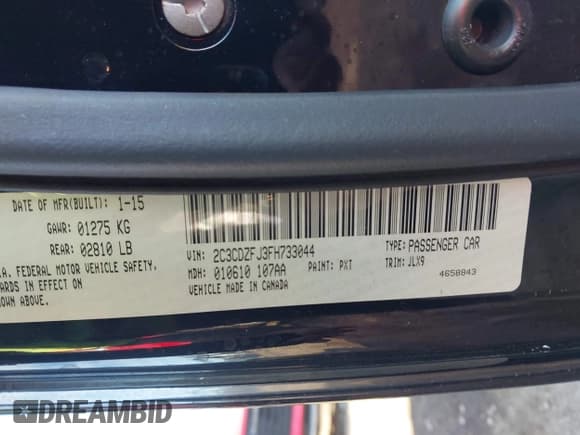 DATE OF MFR(BUILT): 1-15
GAWR: 01275 KG
REAR: 02810 LB
.A. FEDERAL MOTOR VEHICLE SAFETY,
ARDS IN EFFECT ON
HOWN ABOVE.
VIN: 2C3CDZFJ3FH733044
MDH: 010610 107AA PAINT: PXT
VEHICLE MADE IN CANADA
TYPE: PASSENGER CAR
TRIM: JLX9
4658843
DREAMBID